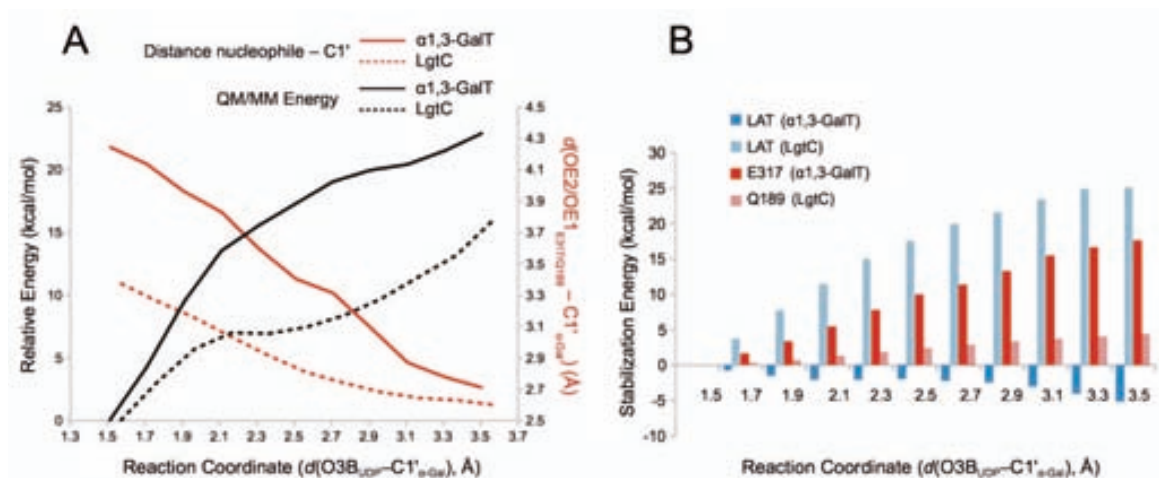 A
Distance nucleophile – C1'
α1,3-GalT
LgtC
QM/MM Energy
α1,3-GalT
LgtC
Relative Energy (kcal/mol)
25
20
15
10
5
0
4.5
4.3
4.1
3.9
3.7
3.5
3.3
3.1
2.9
2.7
2.5
d(OE2/OE1E317/Q189 – C1'α-Gal) (Å)
1.3 1.5 1.7 1.9 2.1 2.3 2.5 2.7 2.9 3.1 3.3 3.5 3.7
Reaction Coordinate (d(O3BUDP–C1'α-Gal), Å)
B
LAT (α1,3-GalT)
LAT (LgtC)
E317 (α1,3-GalT)
Q189 (LgtC)
Stabilization Energy (kcal/mol)
30
25
20
15
10
5
0
-5
-10
1.5 1.7 1.9 2.1 2.3 2.5 2.7 2.9 3.1 3.3 3.5
Reaction Coordinate (d(O3BUDP–C1'α-Gal), Å)